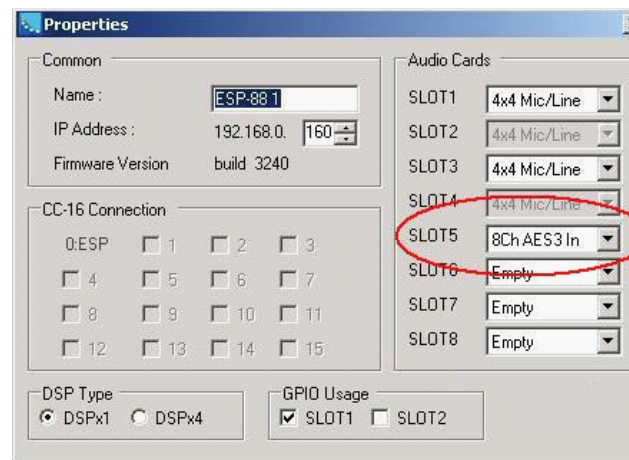 Properties
Common
Name :
ESP-88 1
IP Address :
192.168.0. 160
Firmware Version
build 3240
CC-16 Connection
0:ESP 1 2 3
4 5 6 7
8 9 10 11
12 13 14 15
DSP Type
DSPx1 DSPx4
GPIO Usage
SLOT1 SLOT2
Audio Cards
SLOT1 4x4 Mic/Line
SLOT2 4x4 Mic/Line
SLOT3 4x4 Mic/Line
SLOT4 4x4 Mic/Line
SLOT5 8Ch AES3 In
SLOT6 Empty
SLOT7 Empty
SLOT8 Empty